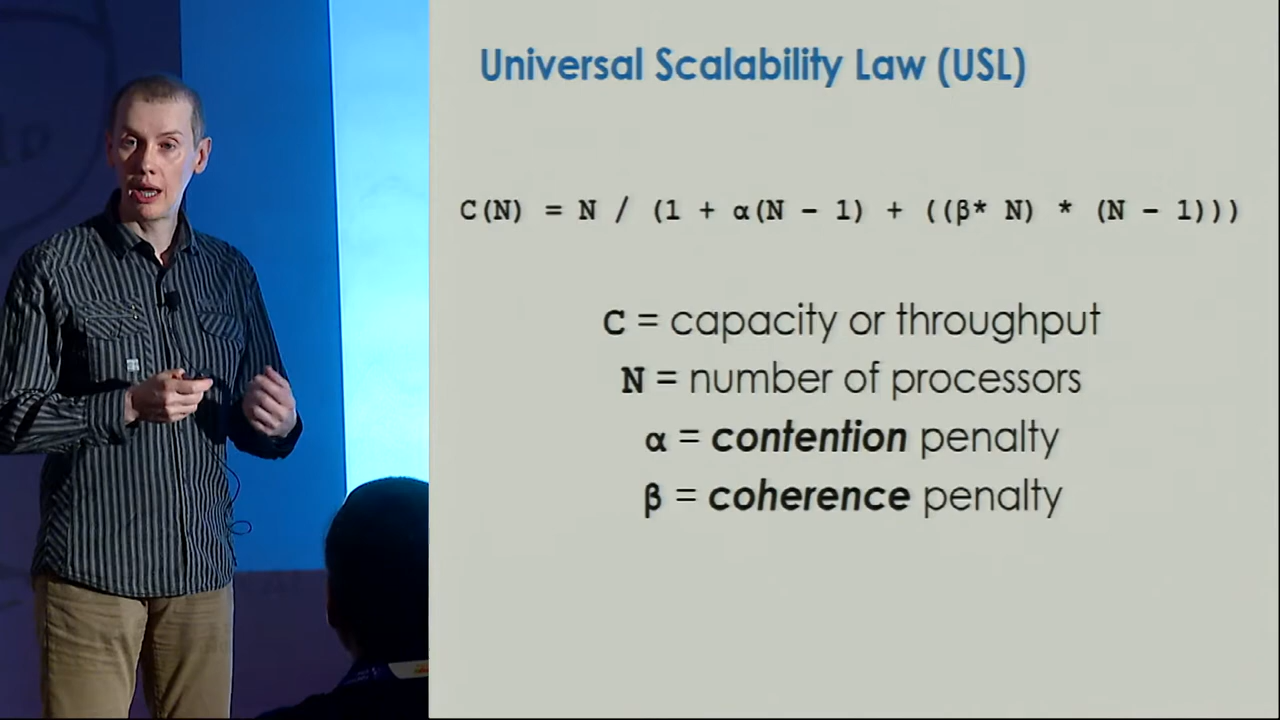 Universal Scalability Law (USL)
C(N) = N / (1 + α(N − 1) + ((β* N) * (N − 1)))
C = capacity or throughput
N = number of processors
α = contention penalty
β = coherence penalty